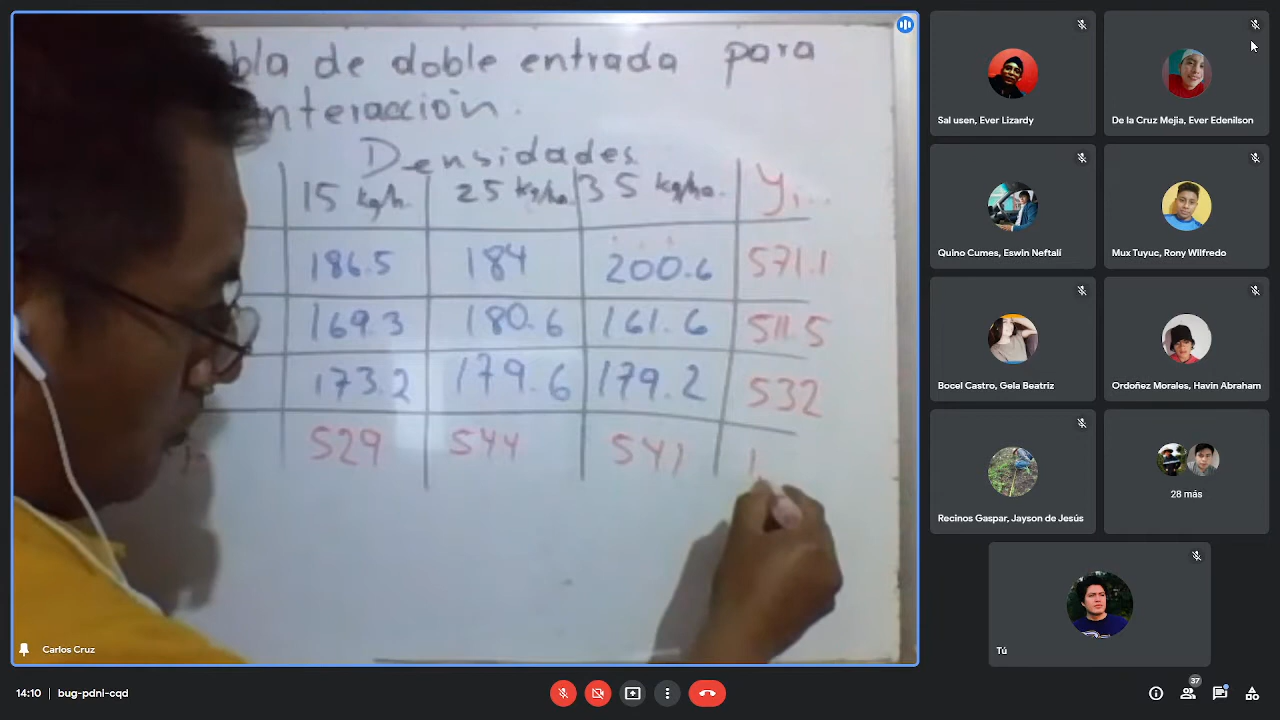 bla de doble entrada para
nteracción.
Densidades
15 kg/h. 25 kg/ha. 35 kg/ha. Yi...
186.5 184 200.6 571.1
169.3 180.6 161.6 511.5
173.2 179.6 179.2 532
529 544 541 1
Carlos Cruz
Sal usen, Ever Lizardy
De la Cruz Mejia, Ever Edenilson
Quino Cumes, Eswin Neftalí
Mux Tuyuc, Rony Wilfredo
Bocel Castro, Gela Beatriz
Ordoñez Morales, Havin Abraham
Recinos Gaspar, Jayson de Jesús
28 más
Tú
14:10 | bug-pdnl-cqd
37